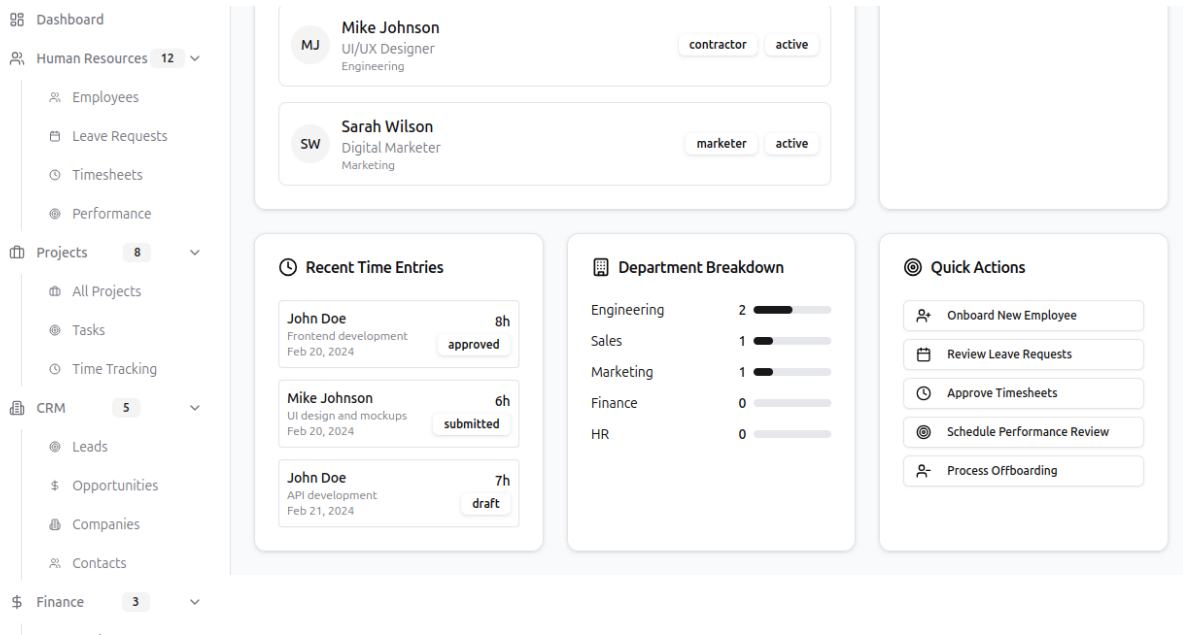 Dashboard
Human Resources 12
Employees
Leave Requests
Timesheets
Performance
Projects 8
All Projects
Tasks
Time Tracking
CRM 5
Leads
Opportunities
Companies
Contacts
Finance 3
MJ
Mike Johnson
UI/UX Designer
Engineering
contractor active
SW
Sarah Wilson
Digital Marketer
Marketing
marketer active
Recent Time Entries
John Doe 8h
Frontend development
Feb 20, 2024
approved
Mike Johnson 6h
UI design and mockups
Feb 20, 2024
submitted
John Doe 7h
API development
Feb 21, 2024
draft
Department Breakdown
Engineering 2
Sales 1
Marketing 1
Finance 0
HR 0
Quick Actions
Onboard New Employee
Review Leave Requests
Approve Timesheets
Schedule Performance Review
Process Offboarding